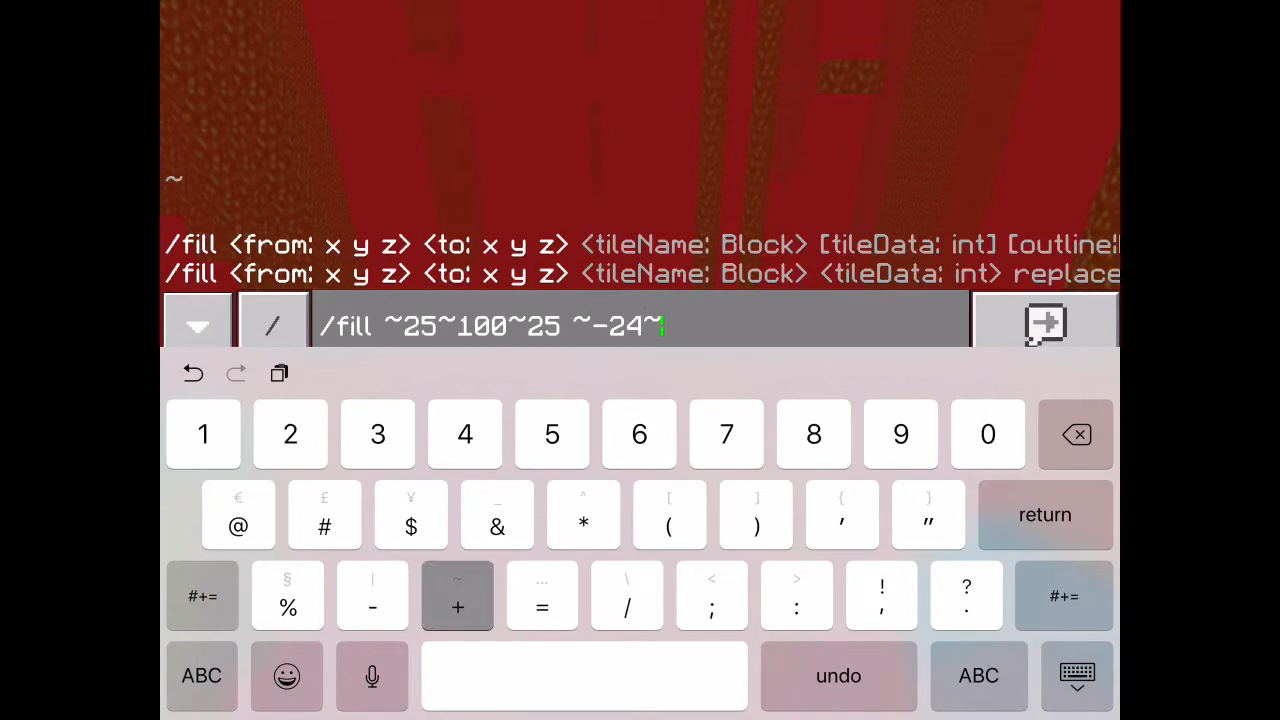 ~
/fill <from: x y z> <to: x y z> <tileName: Block> [tileData: int] [outline:
/fill <from: x y z> <to: x y z> <tileName: Block> <tileData: int> replace
/ /fill ~25~100~25 ~-24~
1 2 3 4 5 6 7 8 9 0
€ £ ¥ _ ^ [ ] { }
@ # $ & * ( ) ' " return
§ | ~ … \ < > ! ?
#+= % - + = / ; : , . #+=
ABC undo ABC